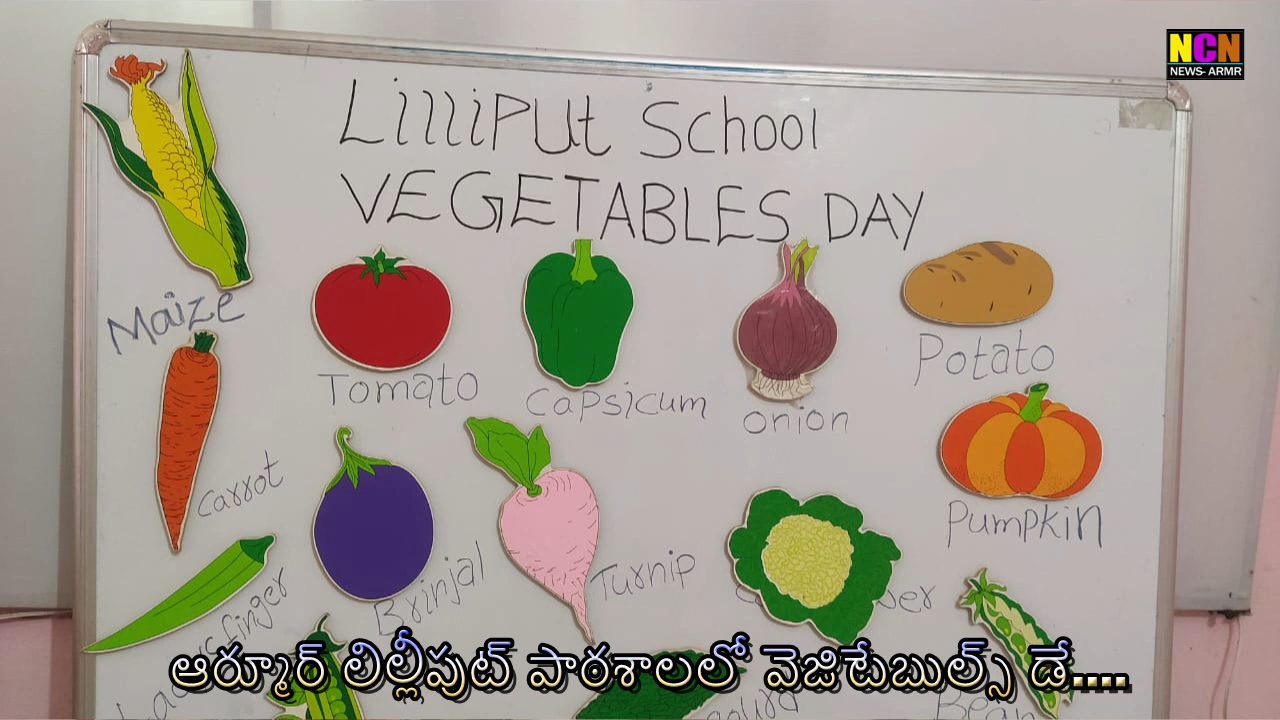 NCN
NEWS- ARMR
Lilliput School
VEGETABLES DAY
Maize
Tomato
Capsicum
onion
Potato
carrot
Brinjal
Turnip
Pumpkin
ఆర్మూర్ లిల్లీపుట్ పాఠశాలలో వెజిటేబుల్స్ డే....